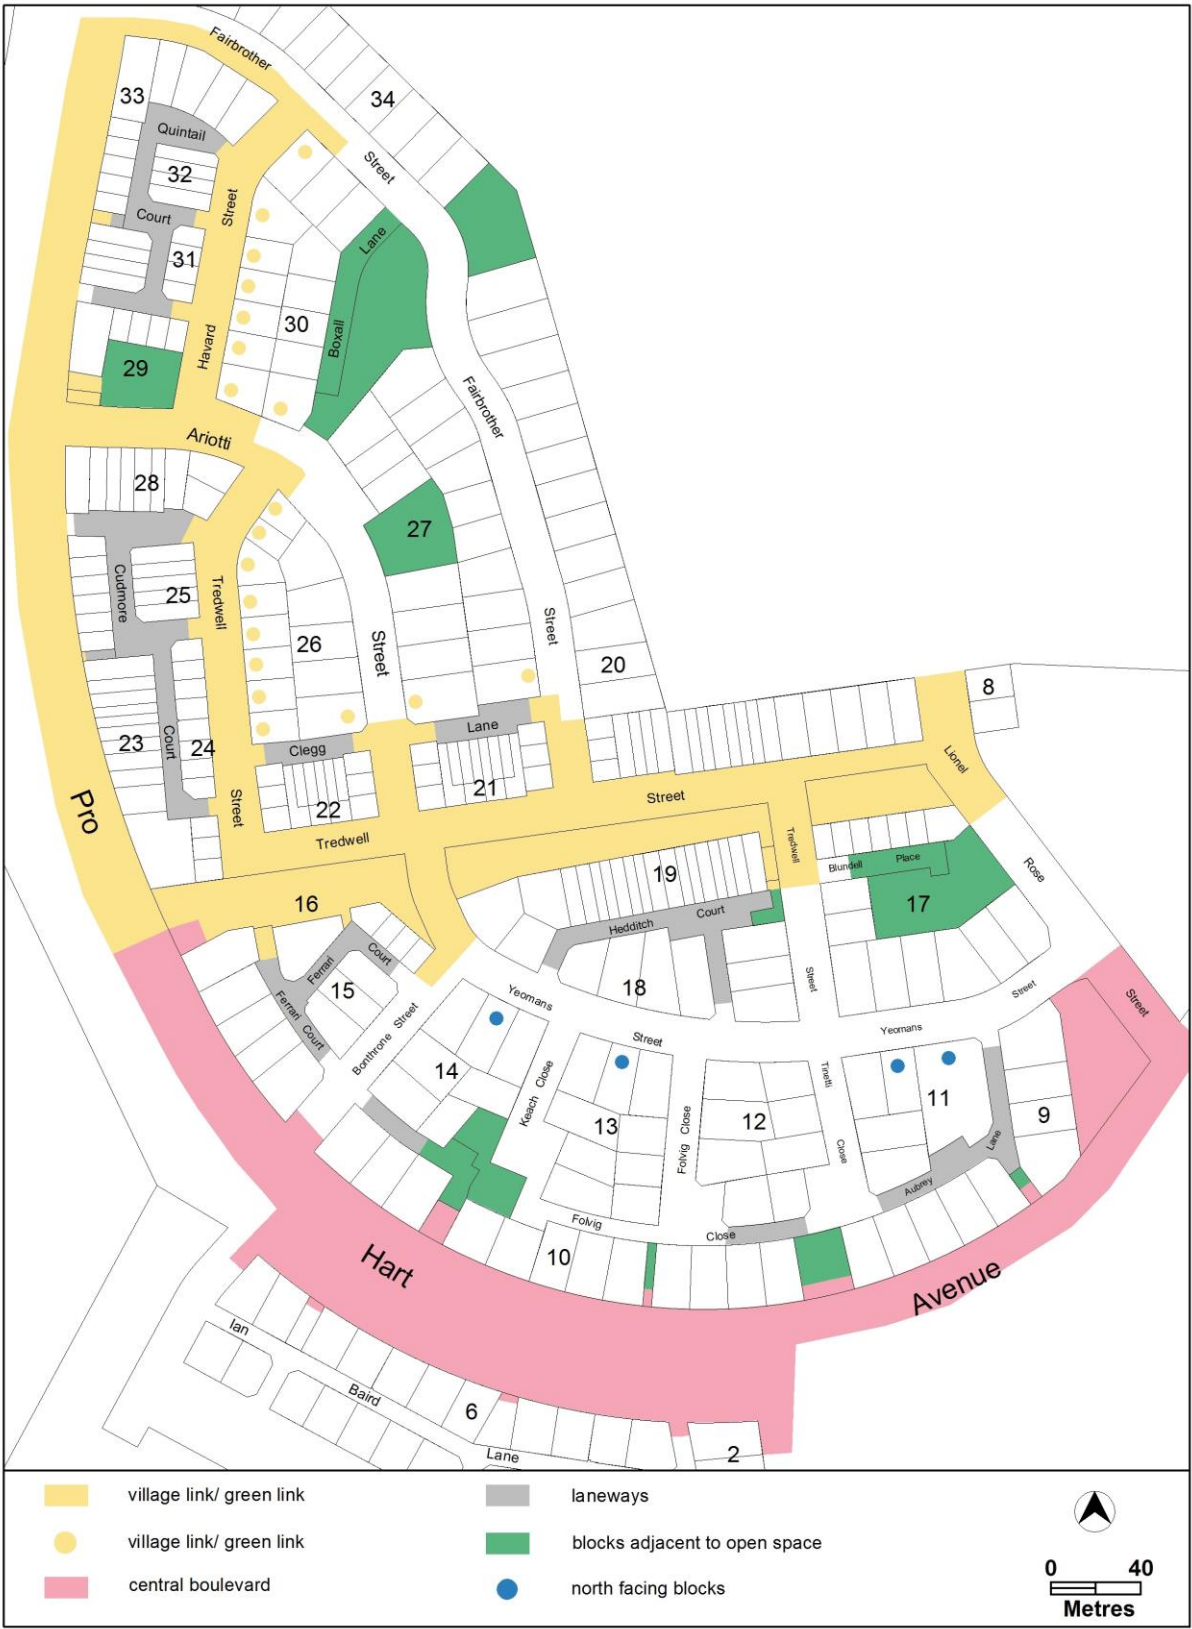 Fairbrother
34
33
Quintail
32
Street
Street
Court
Lane
31
30
Havard
Boxall
29
Fairbrother
Ariotti
28
27
Cudmore
25
Tredwell
Street
26
Street
20
8
Lane
23
Court
24
Clegg
Lionel
21
Pro
Street
22
Street
Tredwell
Tredwell
19
Blundell
Place
Rose
16
17
Court
Hedditch
Court
Ferrari
15
18
Street
Ferrari
Court
Yeomans
Street
Street
Bonthrone
Street
Yeomans
Street
14
Keach
Close
Tinetti
11
13
Folvig
Close
12
9
Close
Lane
Aubrey
Folvig
Close
10
Hart
Avenue
Ian
Baird
6
Lane
2
village link/ green link
laneways
village link/ green link
blocks adjacent to open space
central boulevard
north facing blocks
0 40
Metres